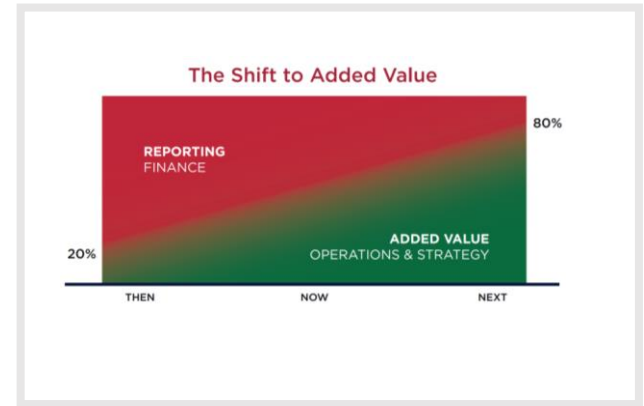 The Shift to Added Value
80%
REPORTING
FINANCE
ADDED VALUE
OPERATIONS & STRATEGY
20%
THEN NOW NEXT